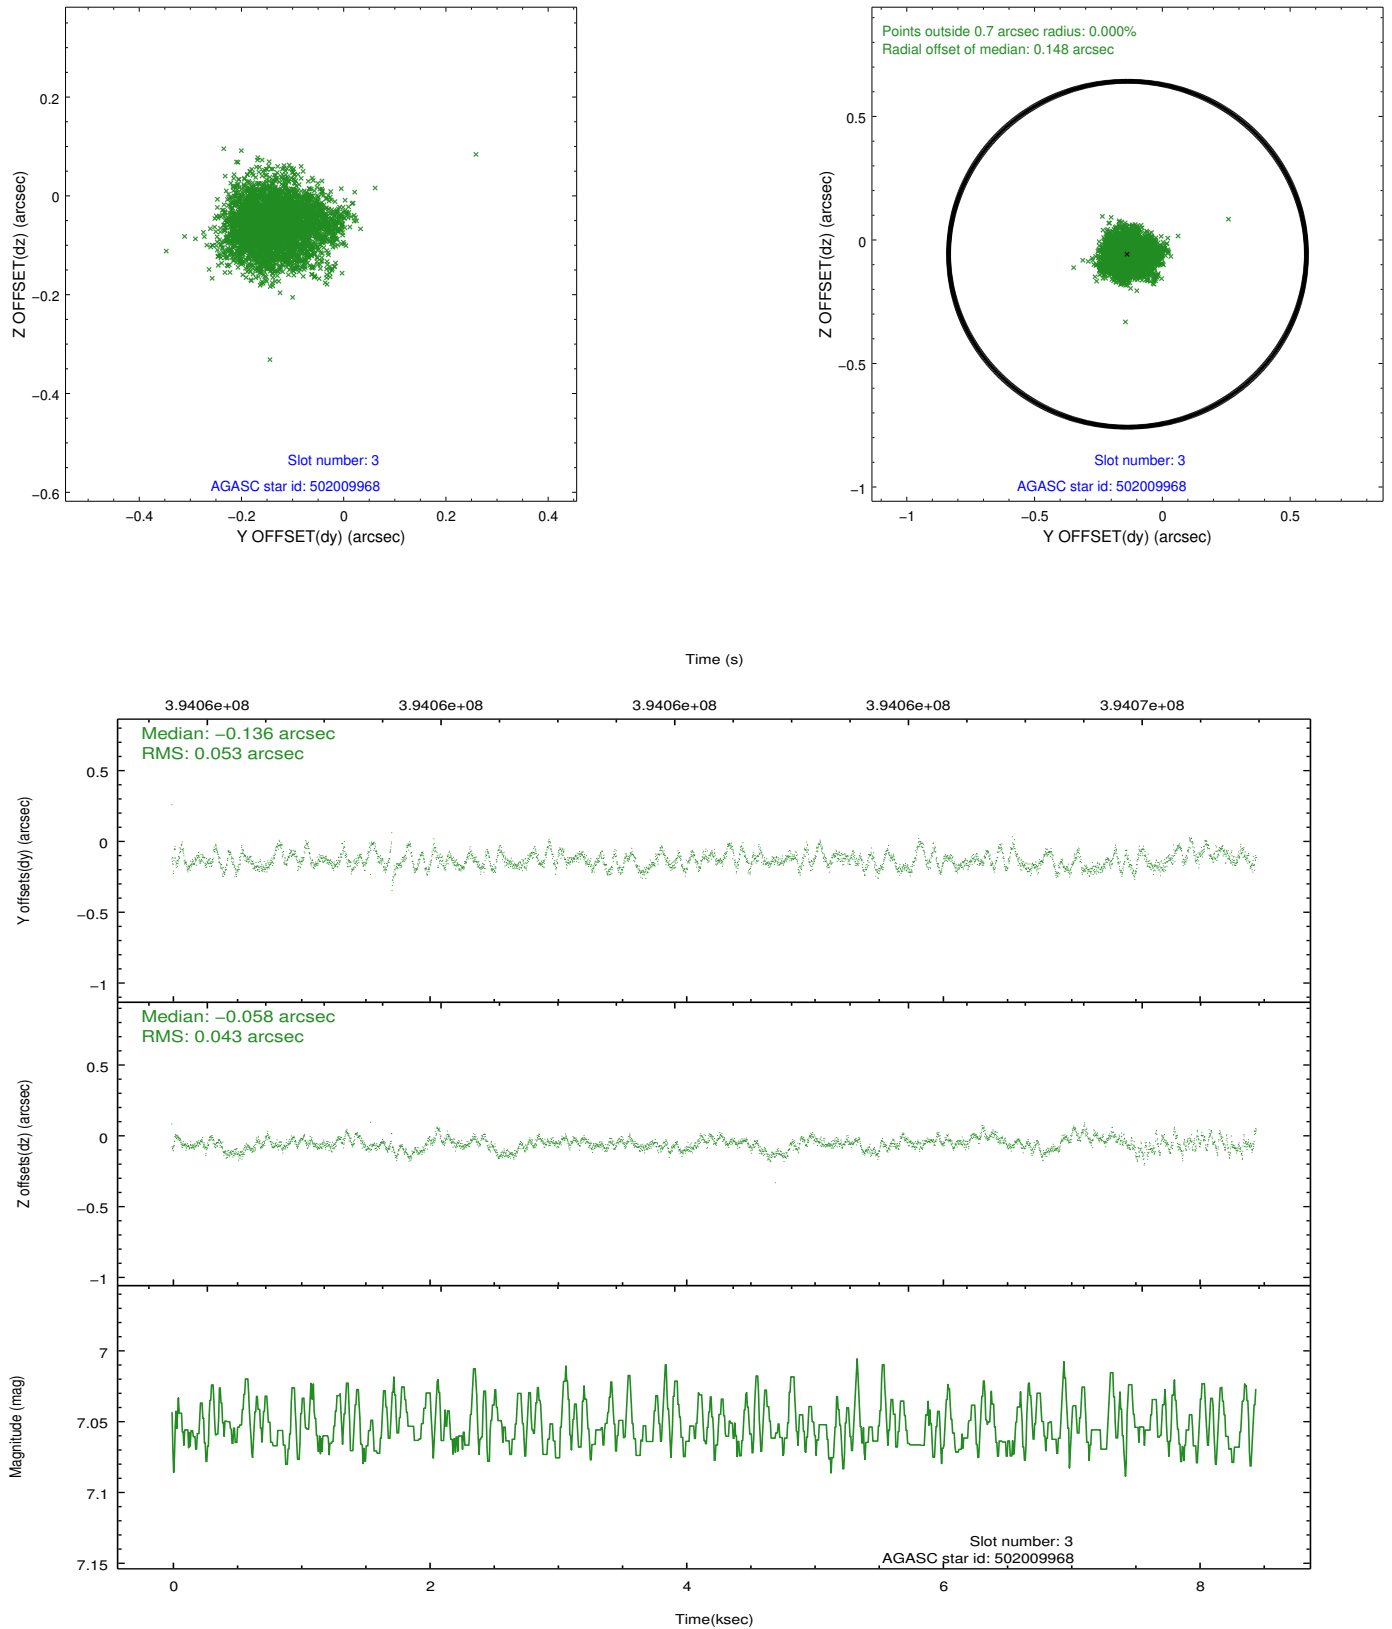 0.2
0
−0.2
−0.4
−0.6
Z OFFSET(dz) (arcsec)
Slot number: 3
AGASC star id: 502009968
−0.4
−0.2
0
0.2
0.4
Y OFFSET(dy) (arcsec)
Points outside 0.7 arcsec radius: 0.000%
Radial offset of median: 0.148 arcsec
0.5
0
−0.5
−1
Z OFFSET(dz) (arcsec)
Slot number: 3
AGASC star id: 502009968
−1
−0.5
0
0.5
Y OFFSET(dy) (arcsec)
Time (s)
3.9406e+08
3.9406e+08
3.9406e+08
3.9406e+08
3.9407e+08
Median: −0.136 arcsec
RMS: 0.053 arcsec
0.5
0
−0.5
−1
Y offsets(dy) (arcsec)
Median: −0.058 arcsec
RMS: 0.043 arcsec
0.5
0
−0.5
−1
Z offsets(dz) (arcsec)
7
7.05
7.1
7.15
Magnitude (mag)
Slot number: 3
AGASC star id: 502009968
0
2
4
6
8
Time(ksec)